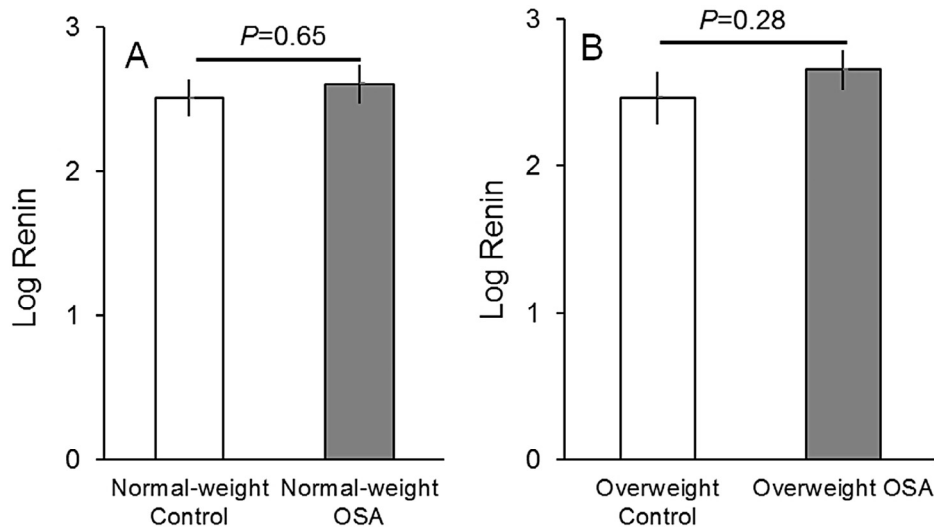 A
P=0.65
3
2
1
0
Log Renin
Normal-weight
Control
Normal-weight
OSA
B
P=0.28
3
2
1
0
Log Renin
Overweight
Control
Overweight OSA